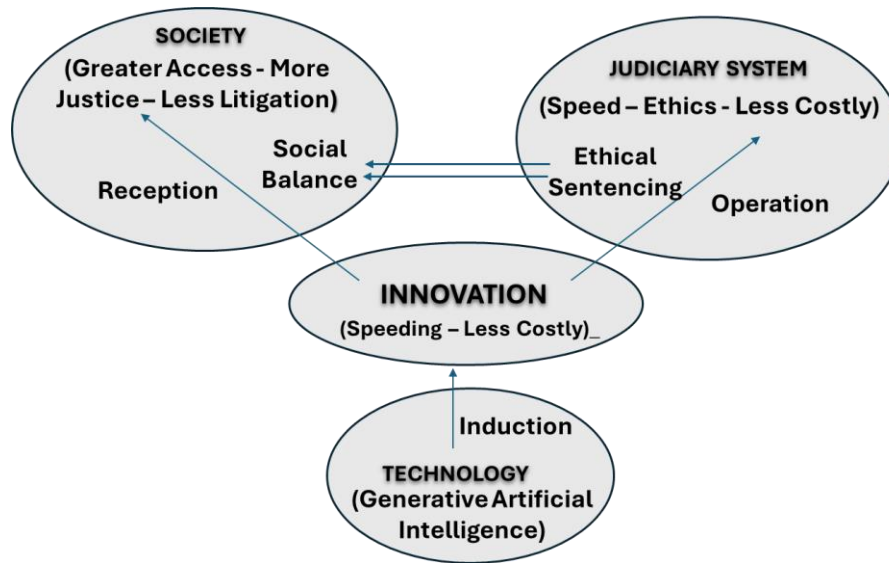 SOCIETY
(Greater Access - More
Justice – Less Litigation)
Social
Balance
Reception
JUDICIARY SYSTEM
(Speed – Ethics - Less Costly)
Ethical
Sentencing
Operation
INNOVATION
(Speeding – Less Costly)_
Induction
TECHNOLOGY
(Generative Artificial
Intelligence)